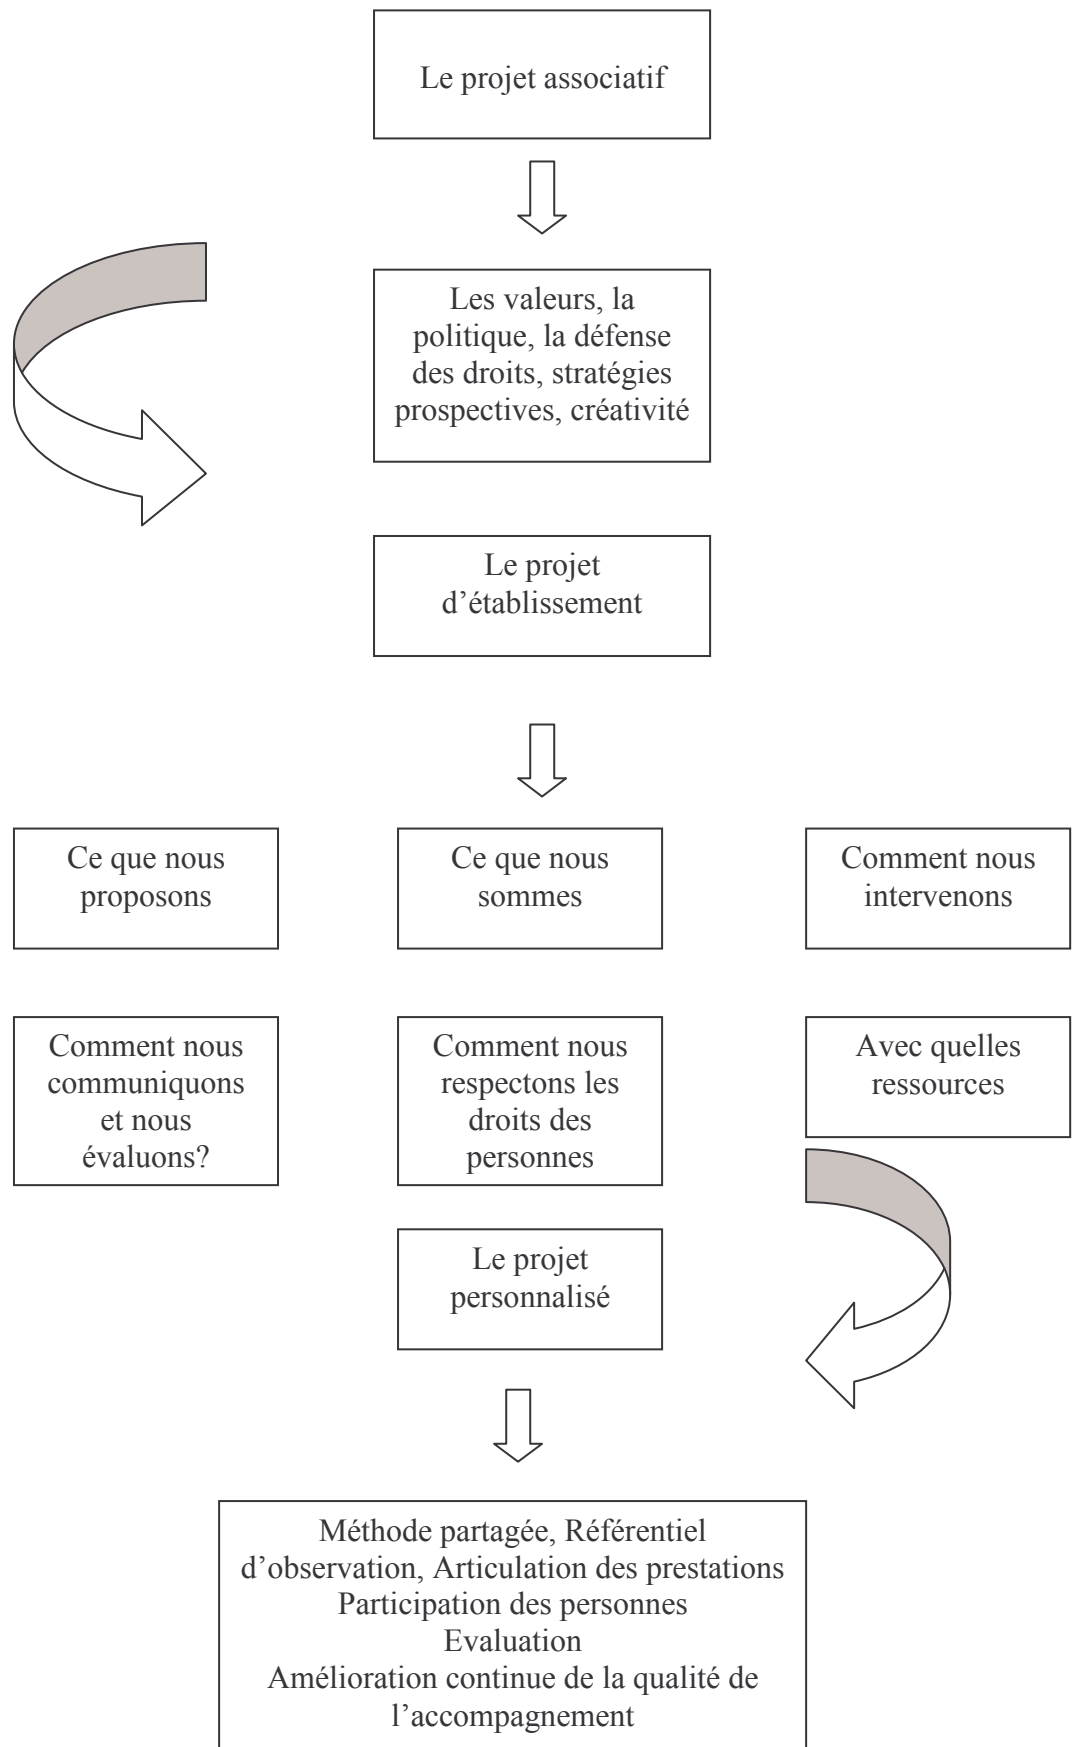 Le projet associatif
Les valeurs, la
politique, la défense
des droits, stratégies
prospectives, créativité
Le projet
d’établissement
Ce que nous
proposons
Ce que nous
sommes
Comment nous
intervenons
Comment nous
communiquons
et nous
évaluons?
Comment nous
respectons les
droits des
personnes
Avec quelles
ressources
Le projet
personnalisé
Méthode partagée, Référentiel
d’observation, Articulation des prestations
Participation des personnes
Evaluation
Amélioration continue de la qualité de
l’accompagnement